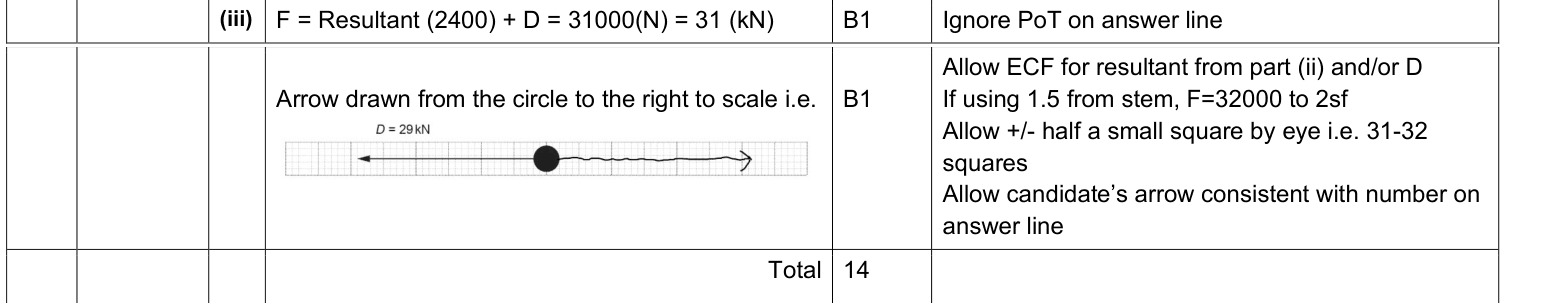 (iii) F = Resultant (2400) + D = 31000(N) = 31 (kN) B1 Ignore PoT on answer line
Arrow drawn from the circle to the right to scale i.e. B1
D = 29kN
Allow ECF for resultant from part (ii) and/or D
If using 1.5 from stem, F=32000 to 2sf
Allow +/- half a small square by eye i.e. 31-32
squares
Allow candidate’s arrow consistent with number on
answer line
Total 14